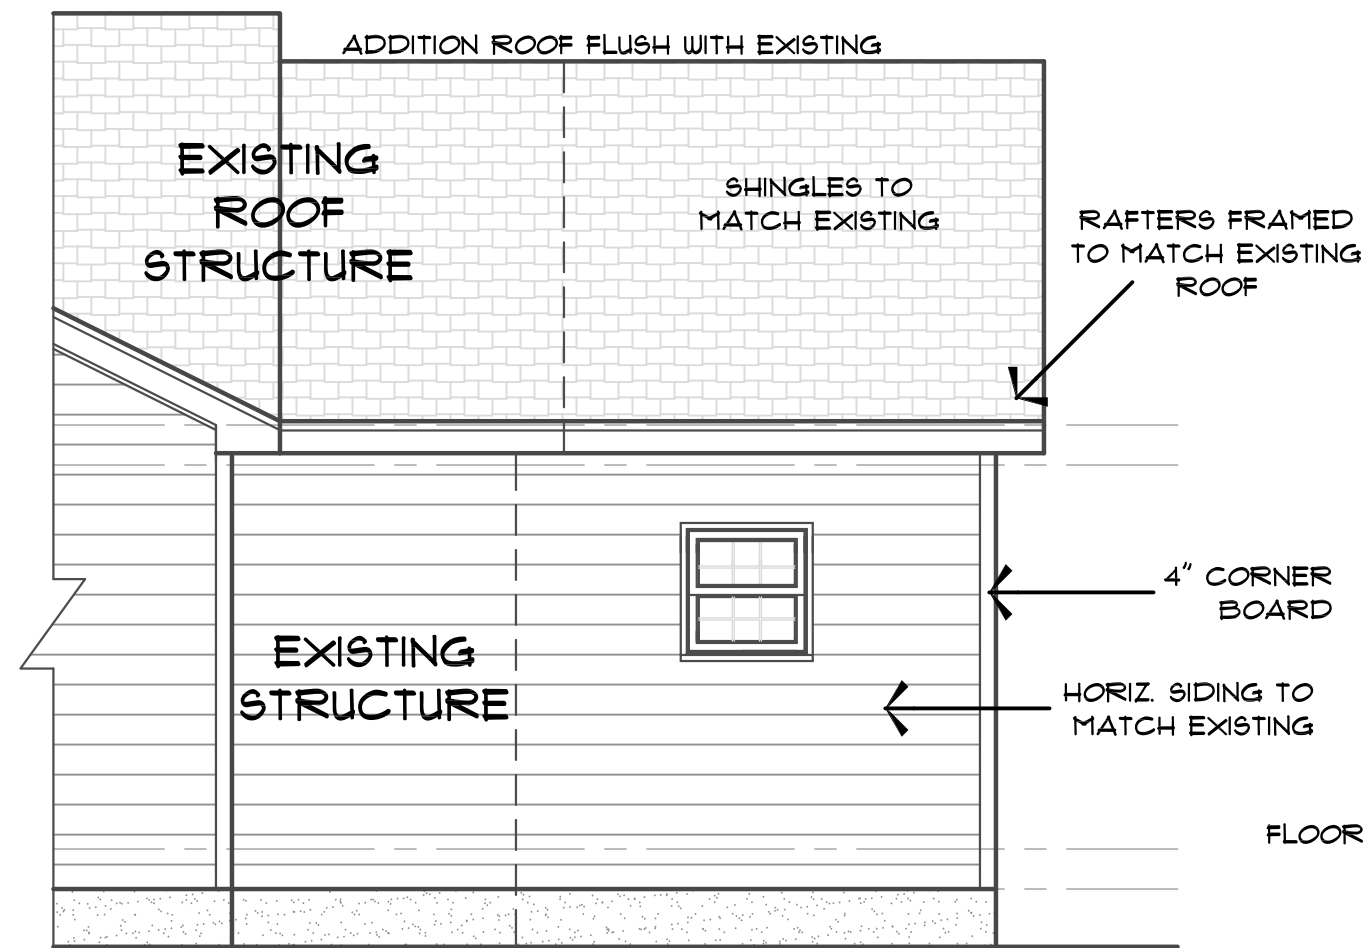 ADDITION ROOF FLUSH WITH EXISTING
EXISTING
ROOF
STRUCTURE
SHINGLES TO
MATCH EXISTING
RAFTERS FRAMED
TO MATCH EXISTING
ROOF
4" CORNER
BOARD
EXISTING
STRUCTURE
HORIZ. SIDING TO
MATCH EXISTING
FLOOR